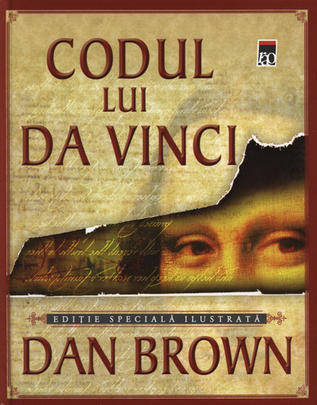 CODUL
LUI
DA VINCI
EDIȚIE SPECIALĂ ILUSTRATĂ
DAN BROWN